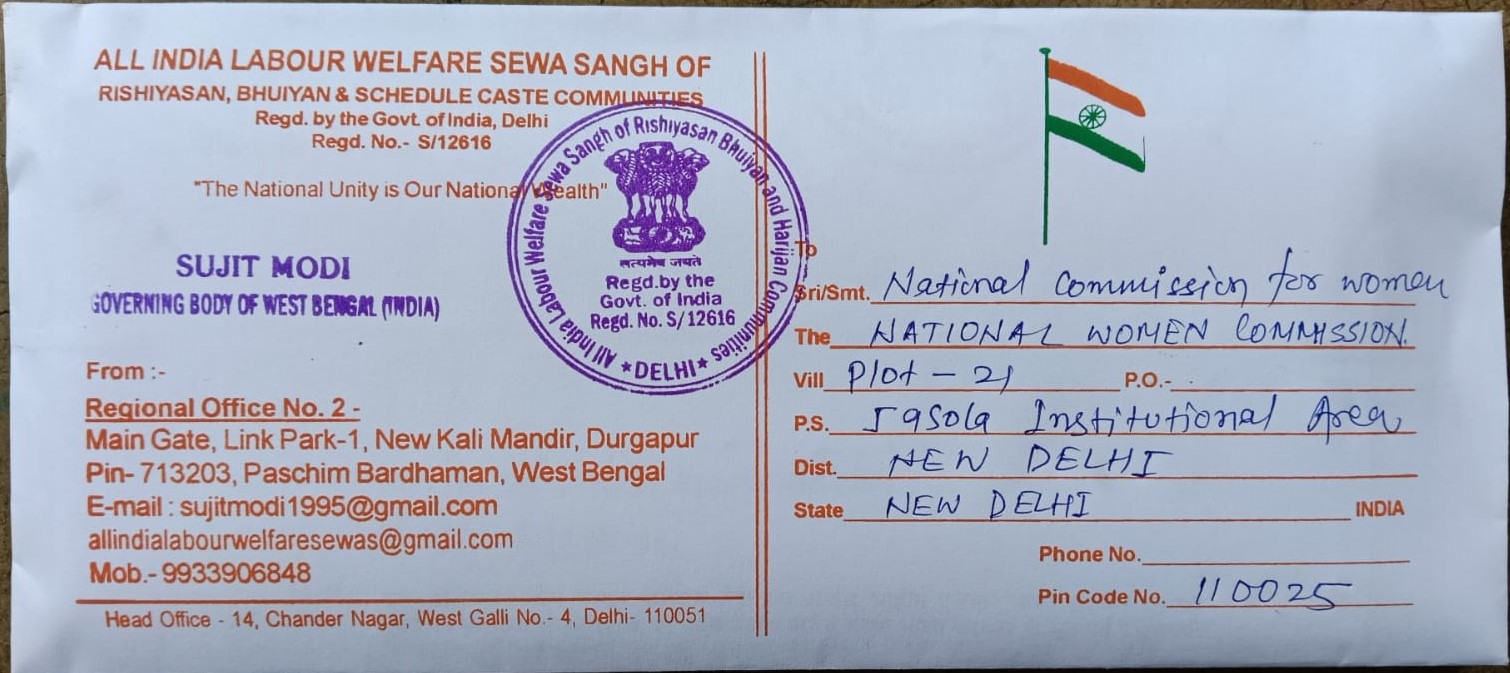 ALL INDIA LABOUR WELFARE SEWA SANGH OF
RISHIYASAN, BHUIYAN & SCHEDULE CASTE COMMUNITIES
Regd. by the Govt. of India, Delhi
Regd. No.- S/12616
"The National Unity is Our National Wealth"
SUJIT MODI
GOVERNING BODY OF WEST BENGAL (INDIA)
All India Labour Welfare Sewa Sangh of Rishiyasan Bhuiyan and Harijan Communities
सत्यमेव जयते
Regd.by the
Govt. of India
Regd. No. S/12616
★ DELHI ★
From :-
Regional Office No. 2 -
Main Gate, Link Park-1, New Kali Mandir, Durgapur
Pin- 713203, Paschim Bardhaman, West Bengal
E-mail : sujitmodi1995@gmail.com
allindialabourwelfaresewas@gmail.com
Mob.- 9933906848
Head Office - 14, Chander Nagar, West Galli No.- 4, Delhi- 110051
To
Sri/Smt. National Commission for women
The NATIONAL WOMEN COMMISSION.
Vill Plot - 21 P.O.-
P.S. Jasola Institutional Area
Dist. NEW DELHI
State NEW DELHI INDIA
Phone No.
Pin Code No. 110025